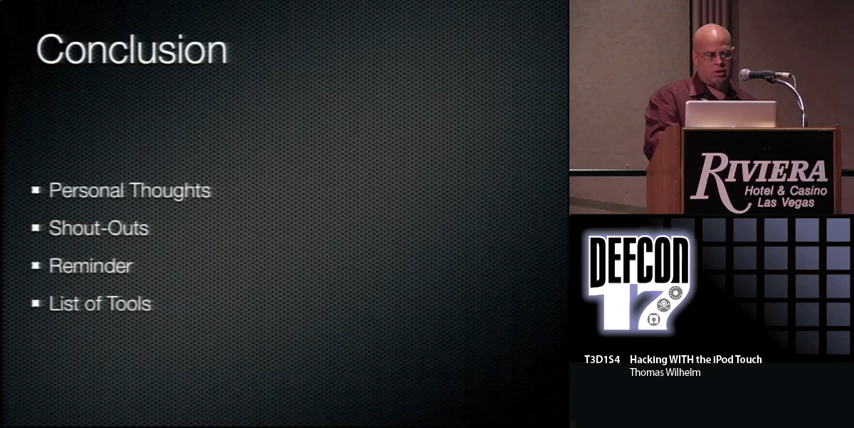 Conclusion
Personal Thoughts
Shout-Outs
Reminder
List of Tools
RIVIERA
Hotel & Casino
Las Vegas
DEFCON
17
T3D1S4 Hacking WITH the iPod Touch
Thomas Wilhelm